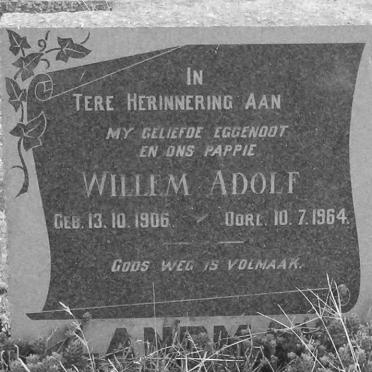 IN
TERE HERINNERING AAN
MY GELIEFDE EGGENOOT
EN ONS PAPPIE
WILLEM ADOLF
GEB. 13.10.1906. OORL. 10.7.1964.
GODS WEG IS VOLMAAK.